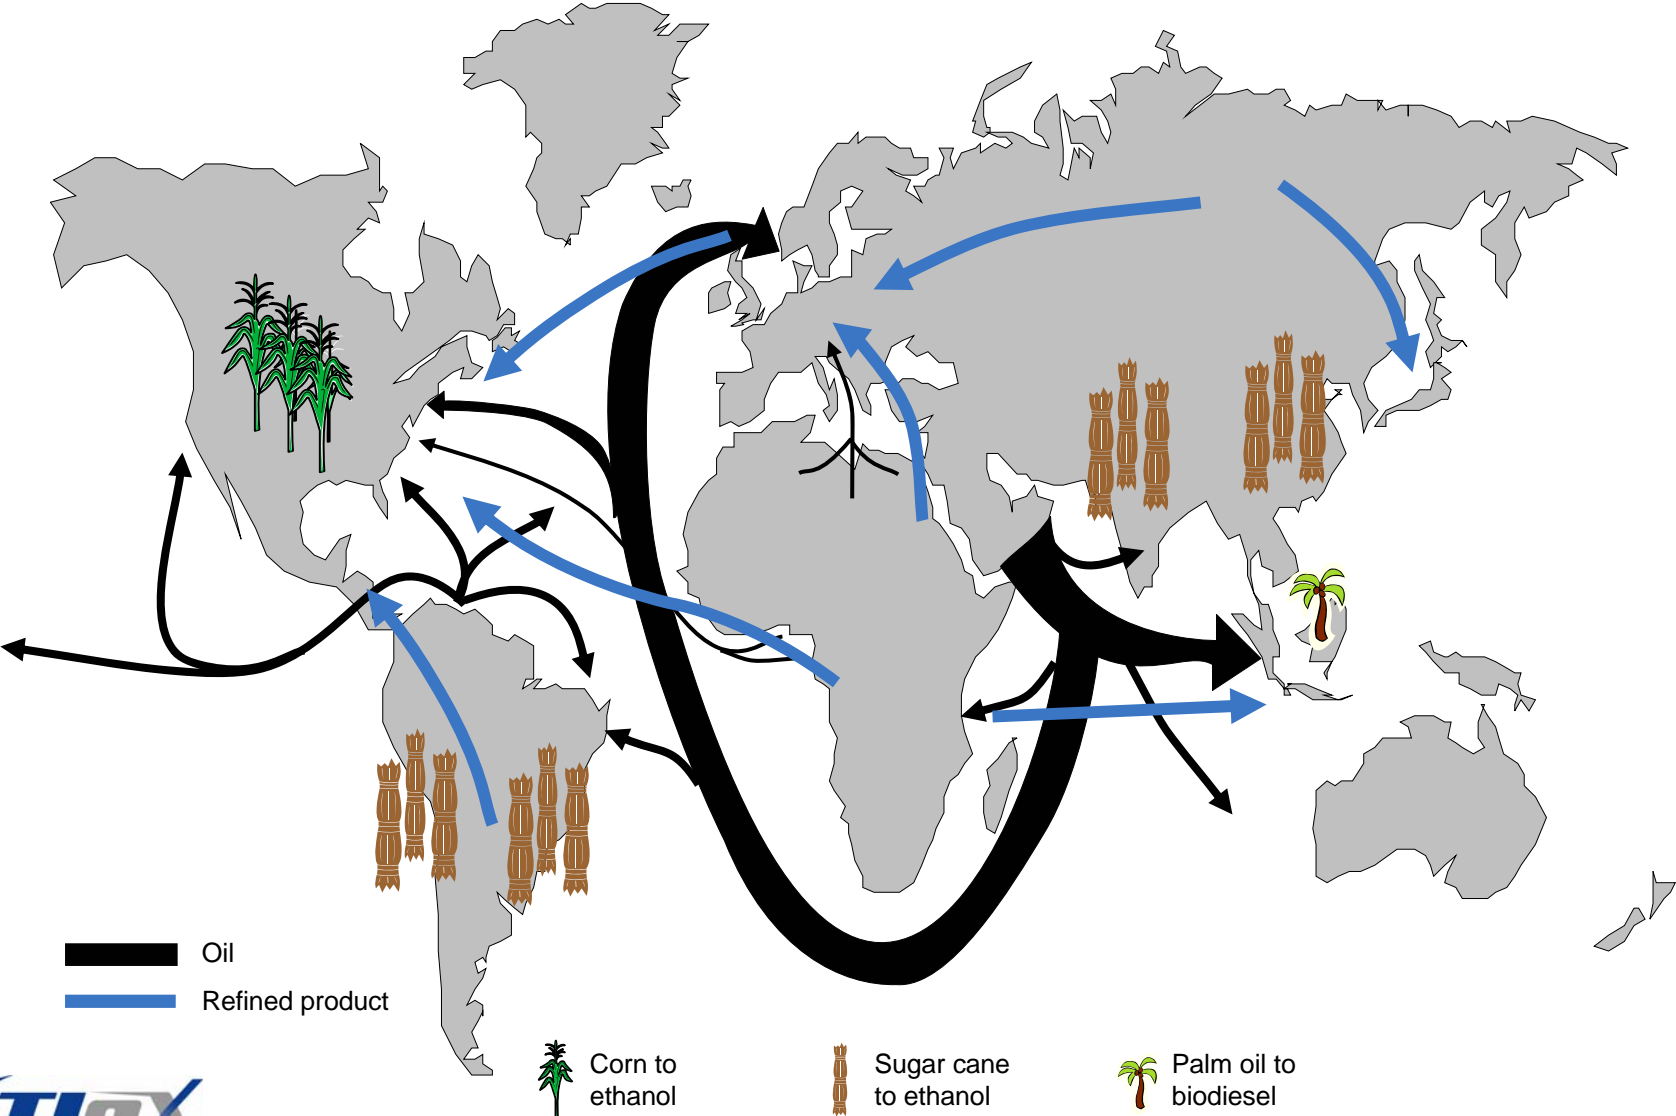 Oil
Refined product
Corn to
ethanol
Sugar cane
to ethanol
Palm oil to
biodiesel